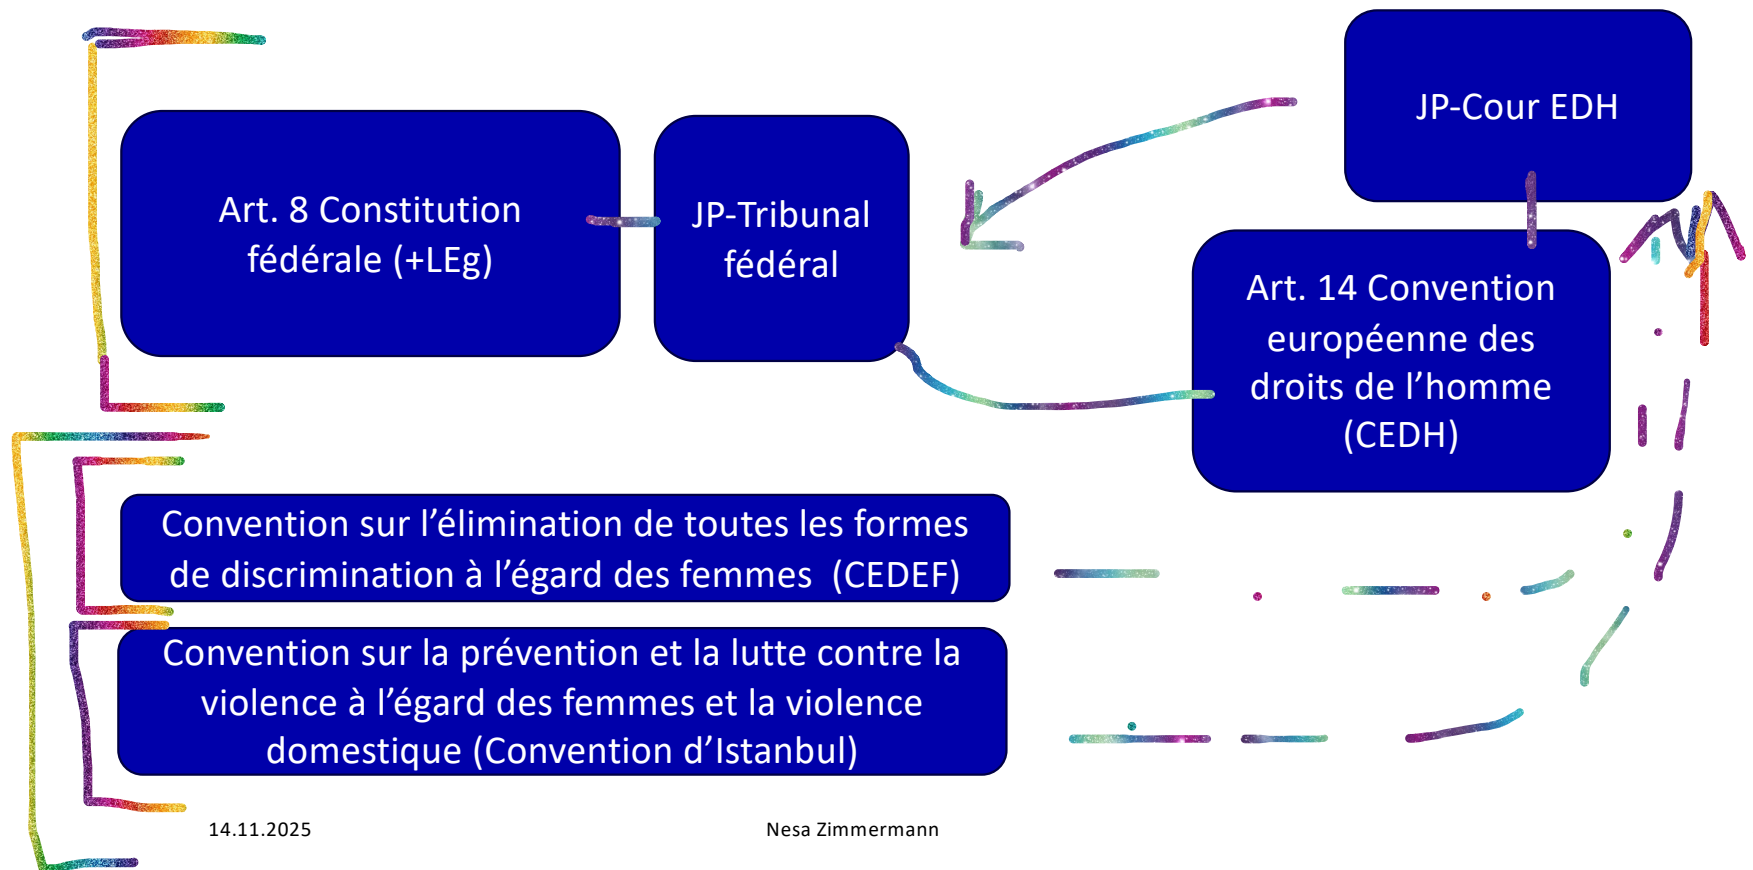 JP-Cour EDH
Art. 8 Constitution
fédérale (+LEg)
JP-Tribunal
fédéral
Art. 14 Convention
européenne des
droits de l’homme
(CEDH)
Convention sur l’élimination de toutes les formes
de discrimination à l’égard des femmes (CEDEF)
Convention sur la prévention et la lutte contre la
violence à l’égard des femmes et la violence
domestique (Convention d’Istanbul)
14.11.2025
Nesa Zimmermann